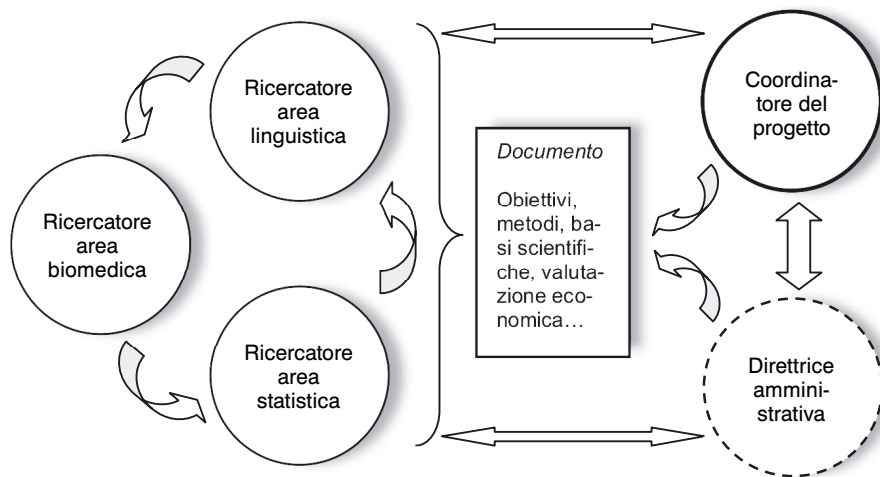 Ricercatore
area
linguistica
Ricercatore
area
biomedica
Ricercatore
area
statistica
Documento
Obiettivi,
metodi, ba-
si scientifi-
che, valuta-
zione eco-
nomica…
Coordina-
tore del
progetto
Direttrice
ammini-
strativa